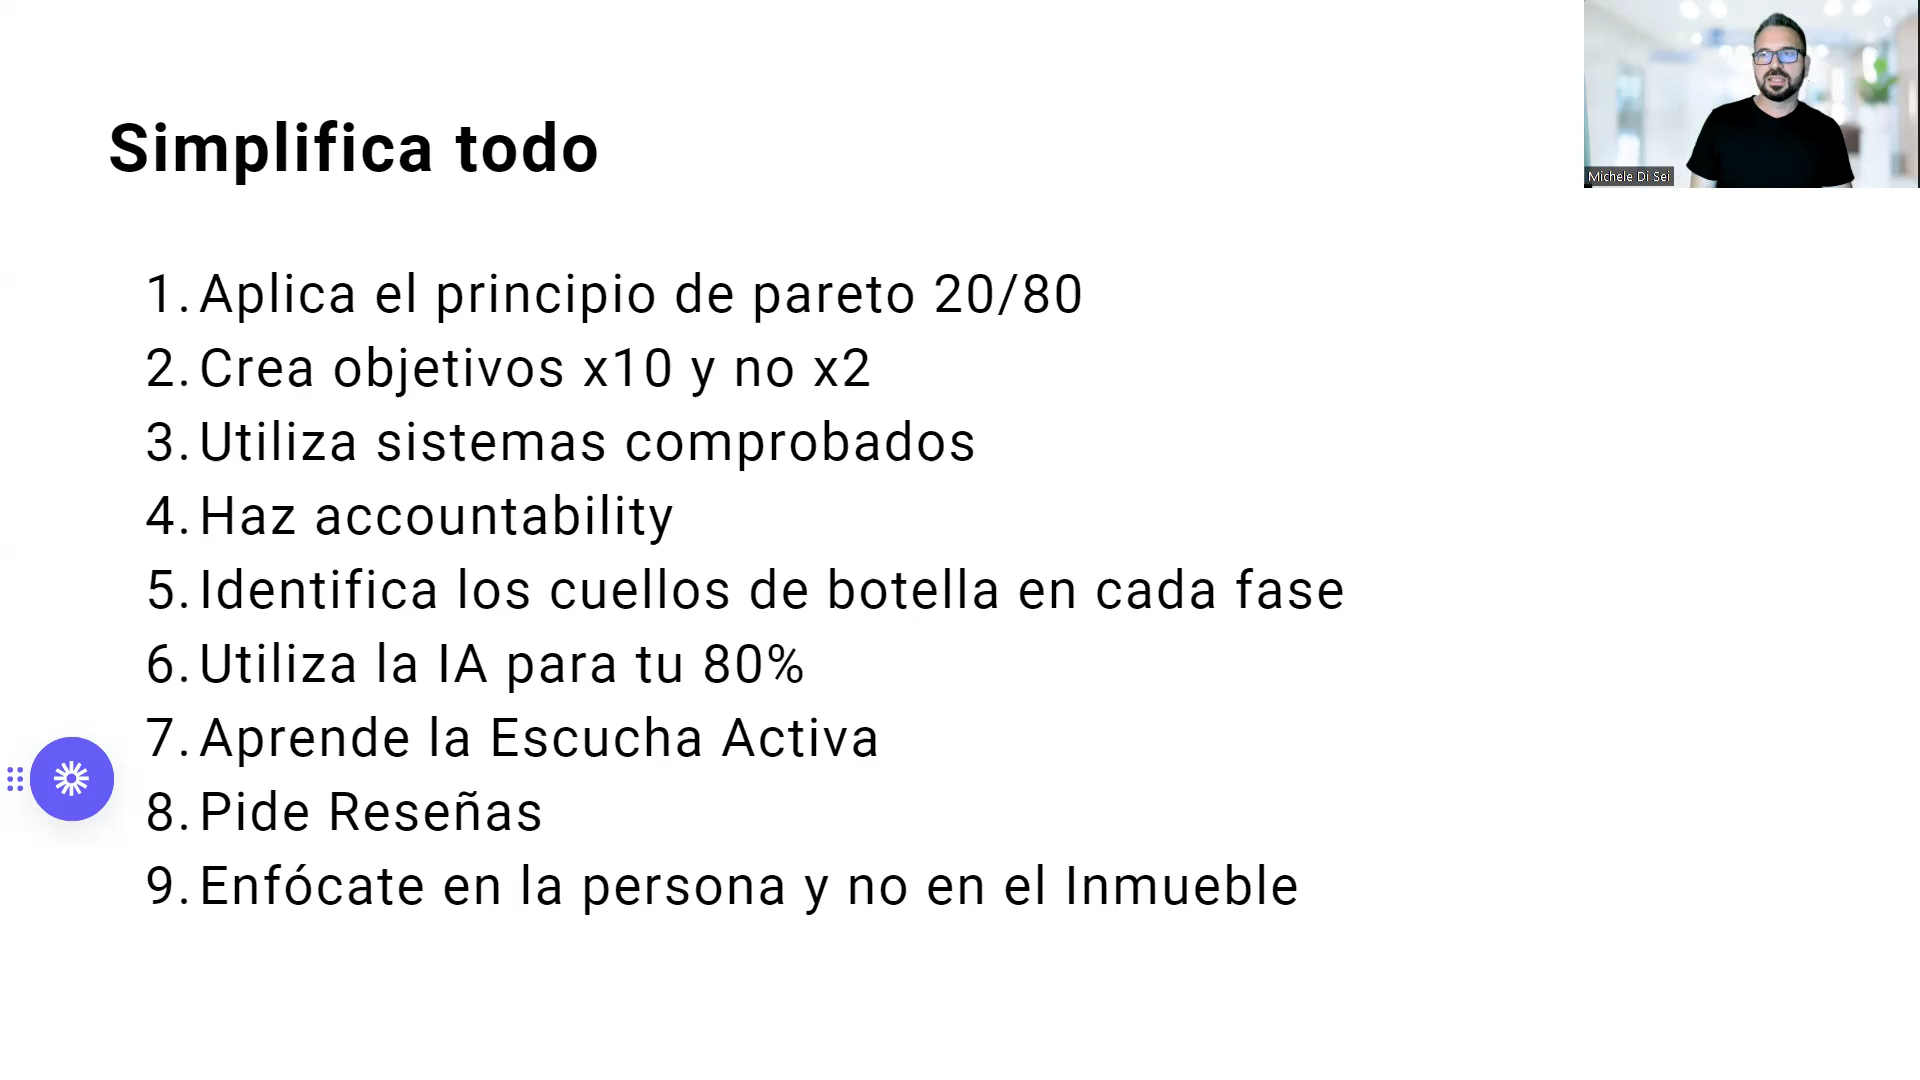 Simplifica todo
Michele Di Sei
1. Aplica el principio de pareto 20/80
2. Crea objetivos x10 y no x2
3. Utiliza sistemas comprobados
4. Haz accountability
5. Identifica los cuellos de botella en cada fase
6. Utiliza la IA para tu 80%
7. Aprende la Escucha Activa
8. Pide Reseñas
9. Enfócate en la persona y no en el Inmueble